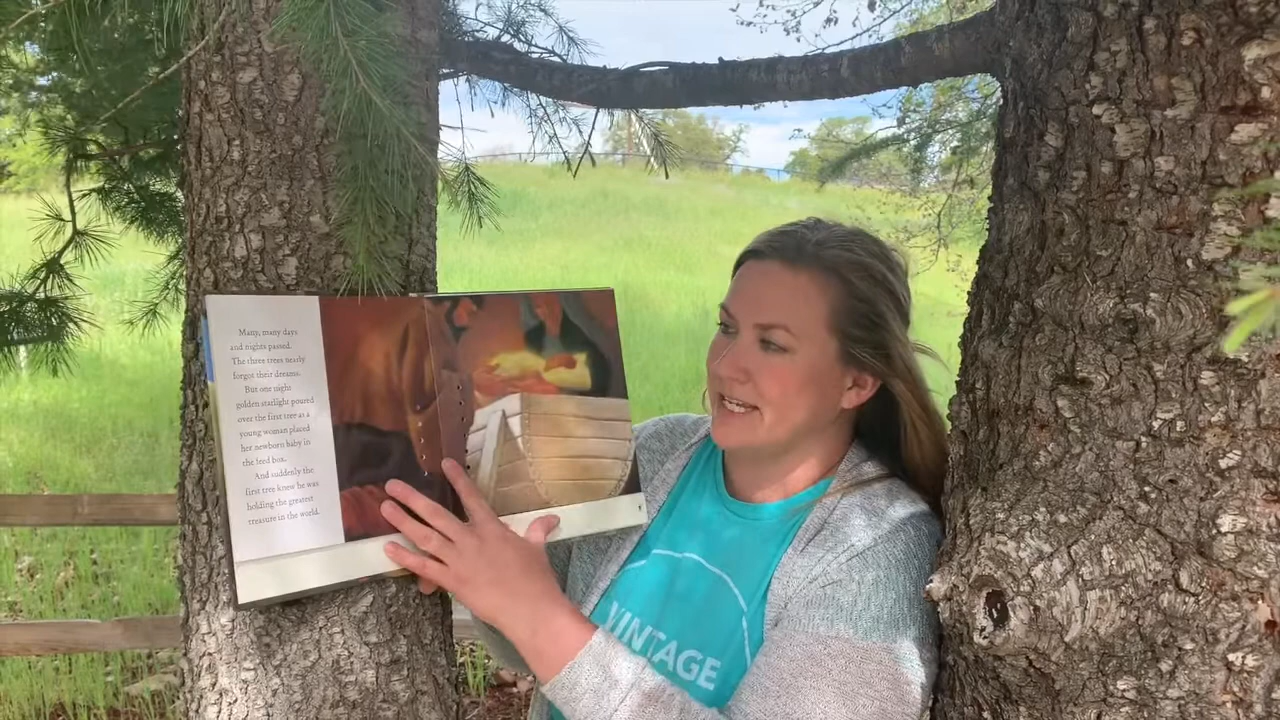 Many, many days
and nights passed.
The three trees nearly
forgot their dreams.
But one night
golden starlight poured
over the first tree as a
young woman placed
her newborn baby in
the feed box.
And suddenly the
first tree knew he was
holding the greatest
treasure in the world.
VINTAGE